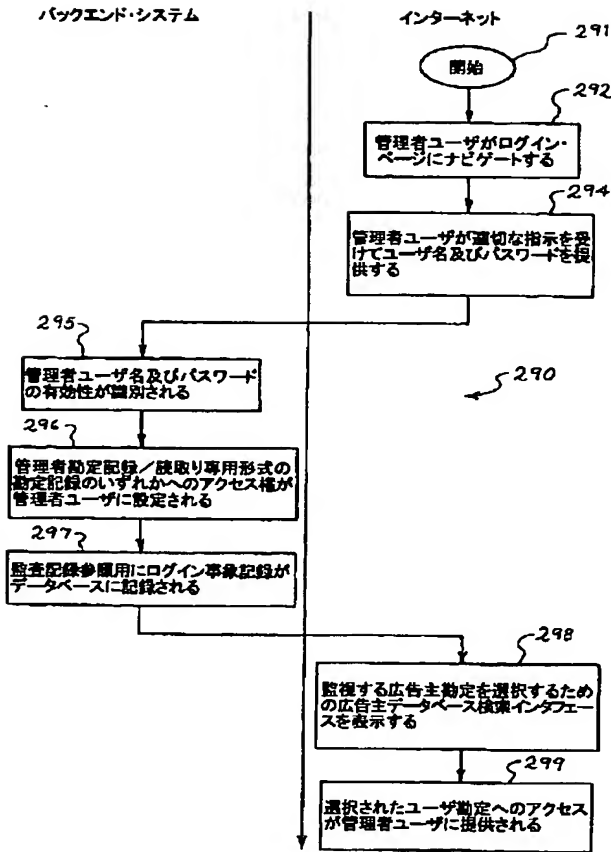 バックエンド・システム
インターネット
291
開始
292
管理者ユーザがログイン・
ページにナビゲートする
294
管理者ユーザが適切な指示を受
けてユーザ名及びパスワードを提
供する
295
管理者ユーザ名及びパスワード
の有効性が識別される
290
296
管理者勘定記録/読取り専用形式の
勘定記録のいずれかへのアクセス権が
管理者ユーザに設定される
297
監査記録参照用にログイン事象記録が
データベースに記録される
298
監視する広告主勘定を選択するため
の広告主データベース検索インタフェー
スを表示する
299
選択されたユーザ勘定へのアクセス
が管理者ユーザに提供される